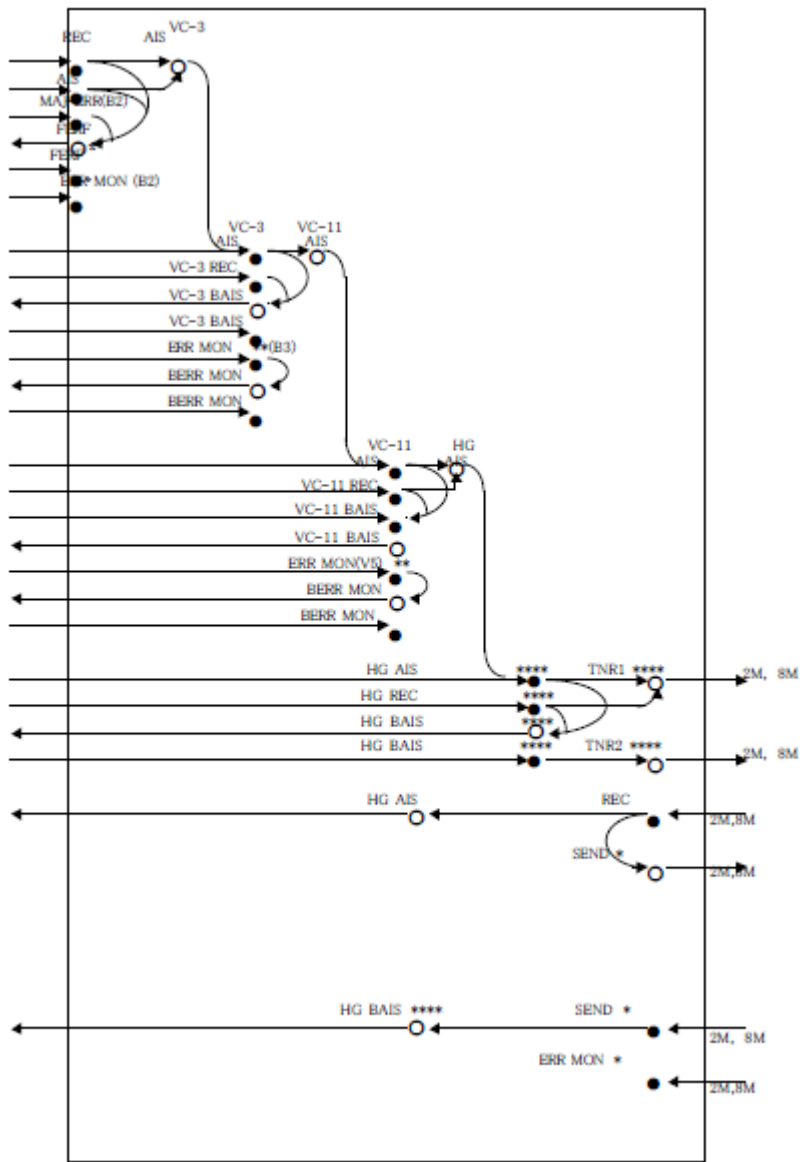 VC-3
REC AIS
AIS
MAJ ERR(B2)
FERF
FERF *
ERR MON (B2)
VC-3 VC-11
AIS AIS
VC-3 REC
VC-3 BAIS
VC-3 BAIS
ERR MON **(B3)
BERR MON
BERR MON
VC-11 HG
AIS AIS
VC-11 REC
VC-11 BAIS
VC-11 BAIS
ERR MON(V5) **
BERR MON
BERR MON
HG AIS **** TNR1 **** 2M, 8M
HG REC ****
HG BAIS ****
HG BAIS **** TNR2 **** 2M, 8M
HG AIS REC 2M,8M
SEND * 2M,8M
HG BAIS **** SEND * 2M, 8M
ERR MON * 2M,8M